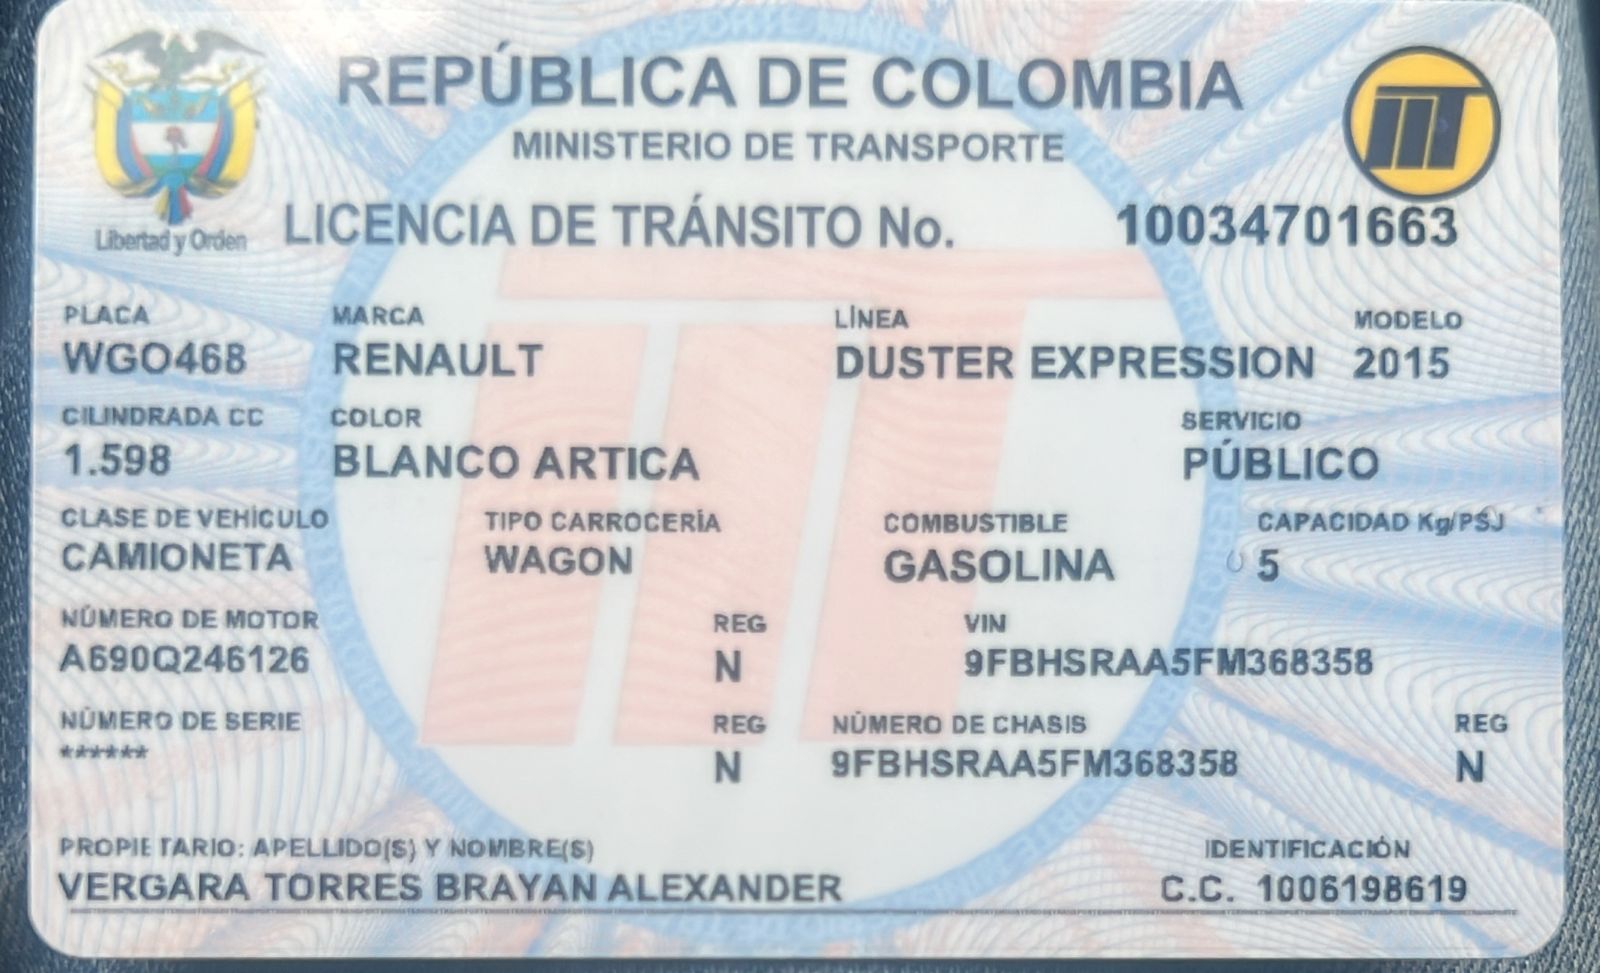 REPÚBLICA DE COLOMBIA
MINISTERIO DE TRANSPORTE
Libertad y Orden
LICENCIA DE TRÁNSITO No. 10034701663
PLACA MARCA LÍNEA MODELO
WGO468 RENAULT DUSTER EXPRESSION 2015
CILINDRADA CC COLOR SERVICIO
1.598 BLANCO ARTICA PÚBLICO
CLASE DE VEHÍCULO TIPO CARROCERÍA COMBUSTIBLE CAPACIDAD Kg/PSJ
CAMIONETA WAGON GASOLINA 5
NÚMERO DE MOTOR REG VIN
A690Q246126 N 9FBHSRAA5FM368358
NÚMERO DE SERIE REG NÚMERO DE CHASIS REG
****** N 9FBHSRAA5FM368358 N
PROPIETARIO: APELLIDO(S) Y NOMBRE(S) IDENTIFICACIÓN
VERGARA TORRES BRAYAN ALEXANDER C.C. 1006198619